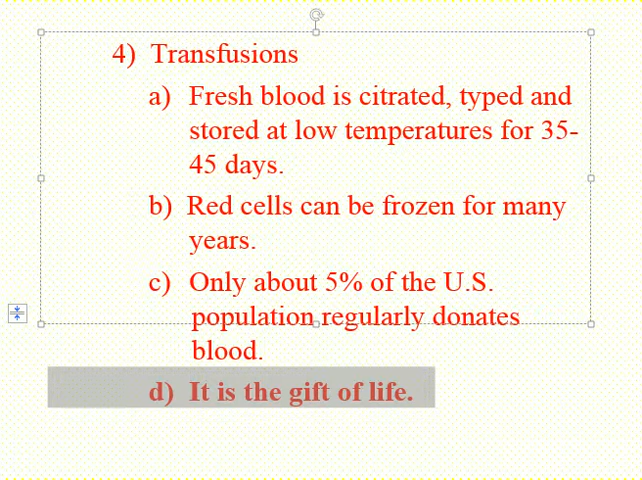 4) Transfusions
a) Fresh blood is citrated, typed and
stored at low temperatures for 35-
45 days.
b) Red cells can be frozen for many
years.
c) Only about 5% of the U.S.
population regularly donates
blood.
d) It is the gift of life.